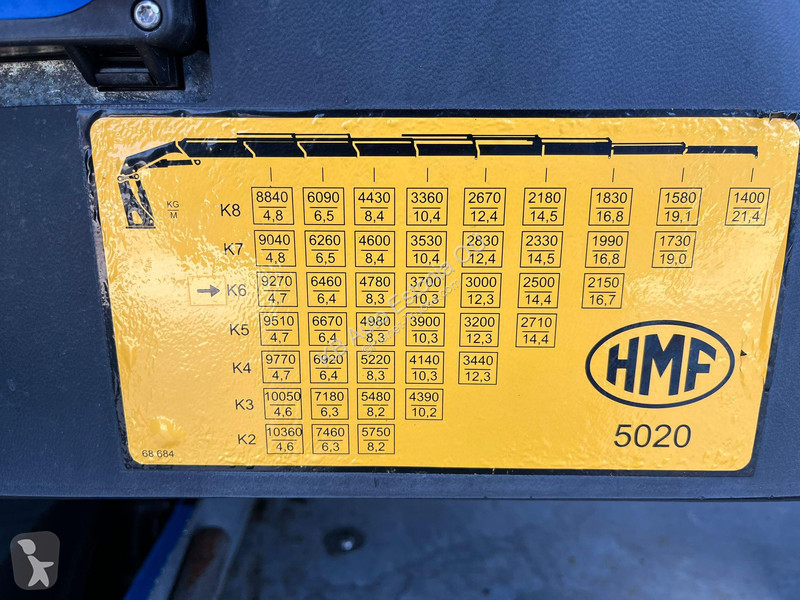 KG
M
K8 8840 6090 4430 3360 2670 2180 1830 1580 1400
4,8 6,5 8,4 10,4 12,4 14,5 16,8 19,1 21,4
K7 9040 6260 4600 3530 2830 2330 1990 1730
4,8 6,5 8,4 10,4 12,4 14,5 16,8 19,0
K6 9270 6460 4780 3700 3000 2500 2150
4,7 6,4 8,3 10,3 12,3 14,4 16,7
K5 9510 6670 4980 3900 3200 2710
4,7 6,4 8,3 10,3 12,3 14,4
K4 9770 6920 5220 4140 3440
4,7 6,4 8,3 10,3 12,3
K3 10050 7180 5480 4390
4,6 6,3 8,2 10,2
K2 10360 7460 5750
4,6 6,3 8,2
HMF
5020
68 684